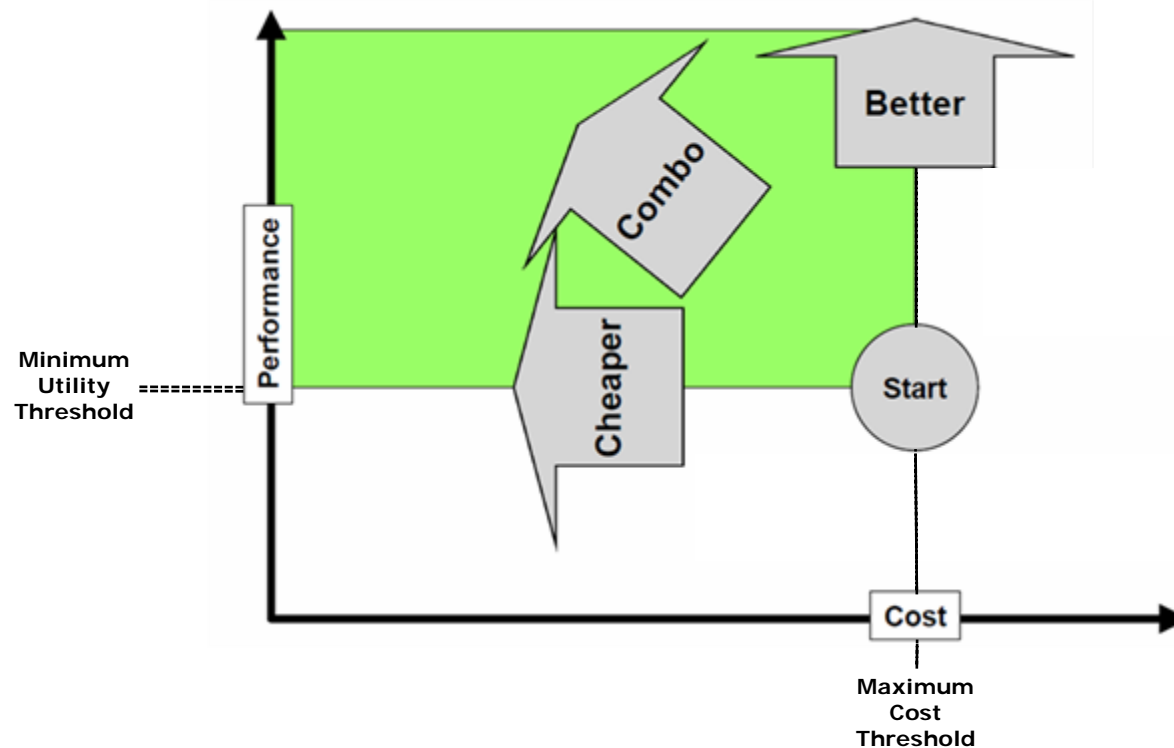 Better
Combo
Performance
Cheaper
Minimum
Utility
Threshold
Start
Cost
Maximum
Cost
Threshold